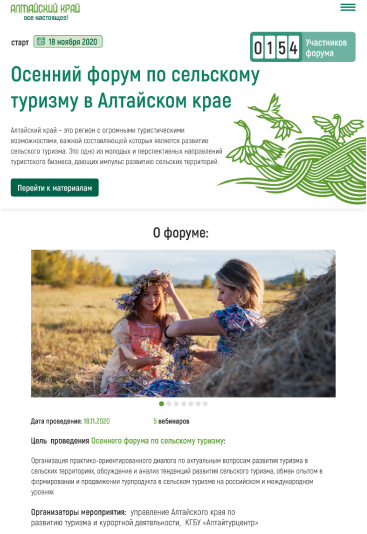 АЛТАЙСКИЙ КРАЙ
все настоящее!
старт 18 ноября 2020
0154 Участников
форума
Осенний форум по сельскому
туризму в Алтайском крае
Алтайский край – это регион с огромными туристическими
возможностями, важной составляющей которых является развитие
сельского туризма. Это одно из молодых и перспективных направлений
туристского бизнеса, дающих импульс развитию сельских территорий.
Перейти к материалам
О форуме:
Дата проведения: 18.11.2020
5 вебинаров
Цель проведения Осеннего форума по сельскому туризму:
Организация практико-ориентированного диалога по актуальным вопросам развития туризма в
сельских территориях, обсуждение и анализ тенденций развития сельского туризма, обмен опытом в
формировании и продвижении турпродукта в сельском туризме на российском и международном
уровнях
Организаторы мероприятия: управление Алтайского края по
развитию туризма и курортной деятельности, КГБУ «Алтайтурцентр»